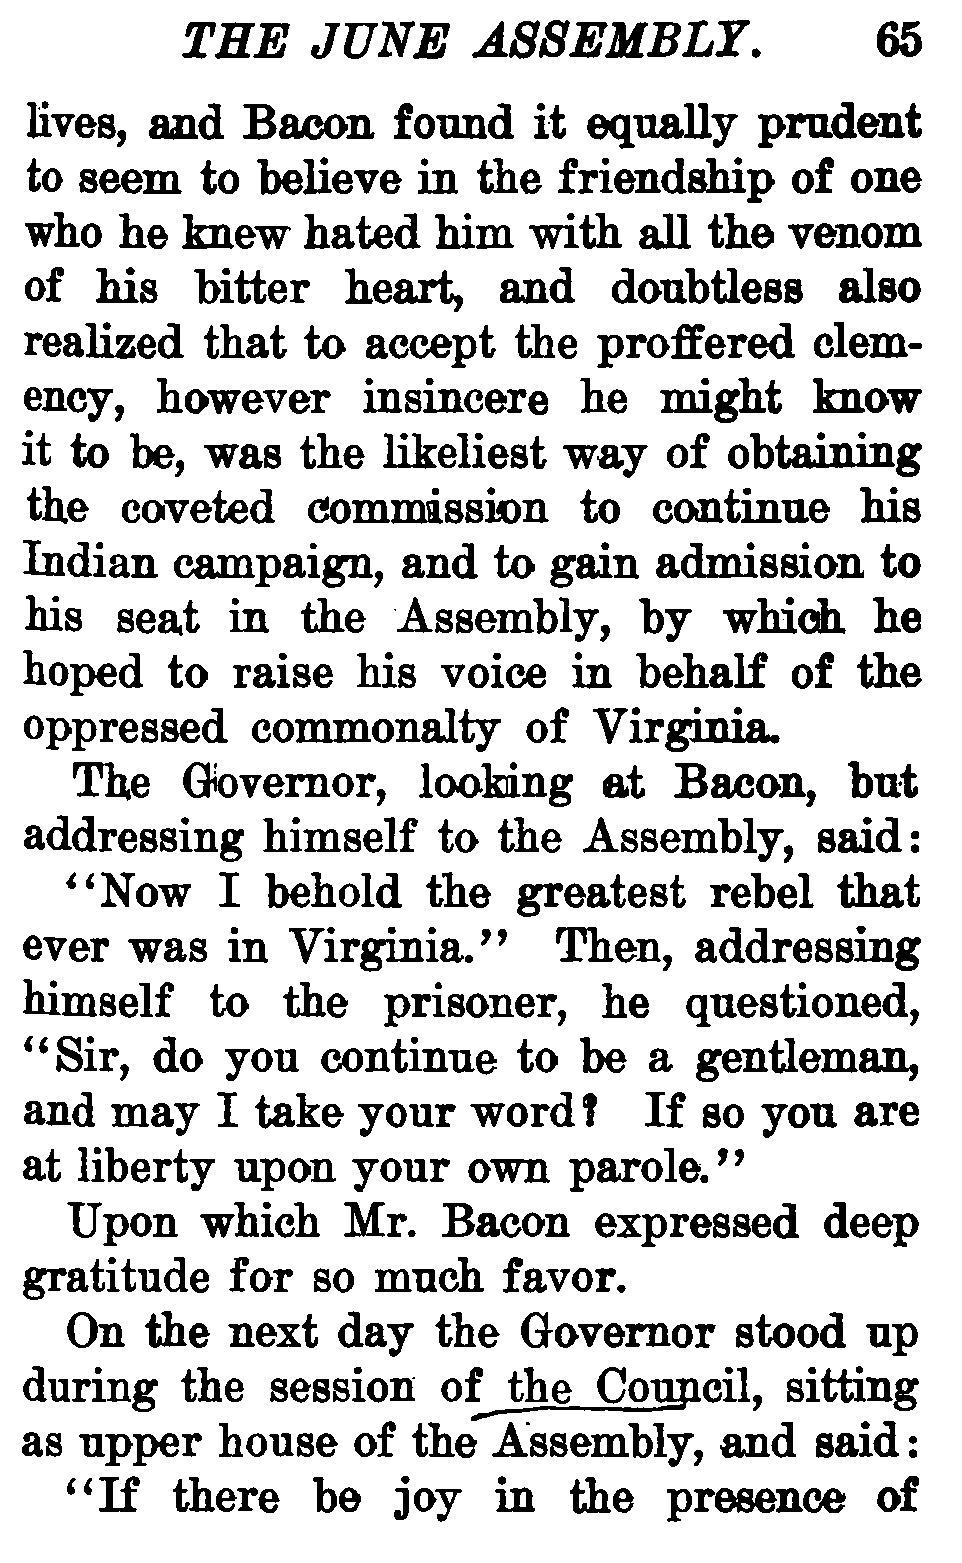 THE JUNE ASSEMBLY. 65
lives, and Bacon found it equally prudent
to seem to believe in the friendship of one
who he knew hated him with all the venom
of his bitter heart, and doubtless also
realized that to accept the proffered clem-
ency, however insincere he might know
it to be, was the likeliest way of obtaining
the coveted commission to continue his
Indian campaign, and to gain admission to
his seat in the Assembly, by which he
hoped to raise his voice in behalf of the
oppressed commonalty of Virginia.
The Governor, looking at Bacon, but
addressing himself to the Assembly, said:
"Now I behold the greatest rebel that
ever was in Virginia." Then, addressing
himself to the prisoner, he questioned,
"Sir, do you continue to be a gentleman,
and may I take your word? If so you are
at liberty upon your own parole."
Upon which Mr. Bacon expressed deep
gratitude for so much favor.
On the next day the Governor stood up
during the session of the Council, sitting
as upper house of the Assembly, and said:
"If there be joy in the presence of